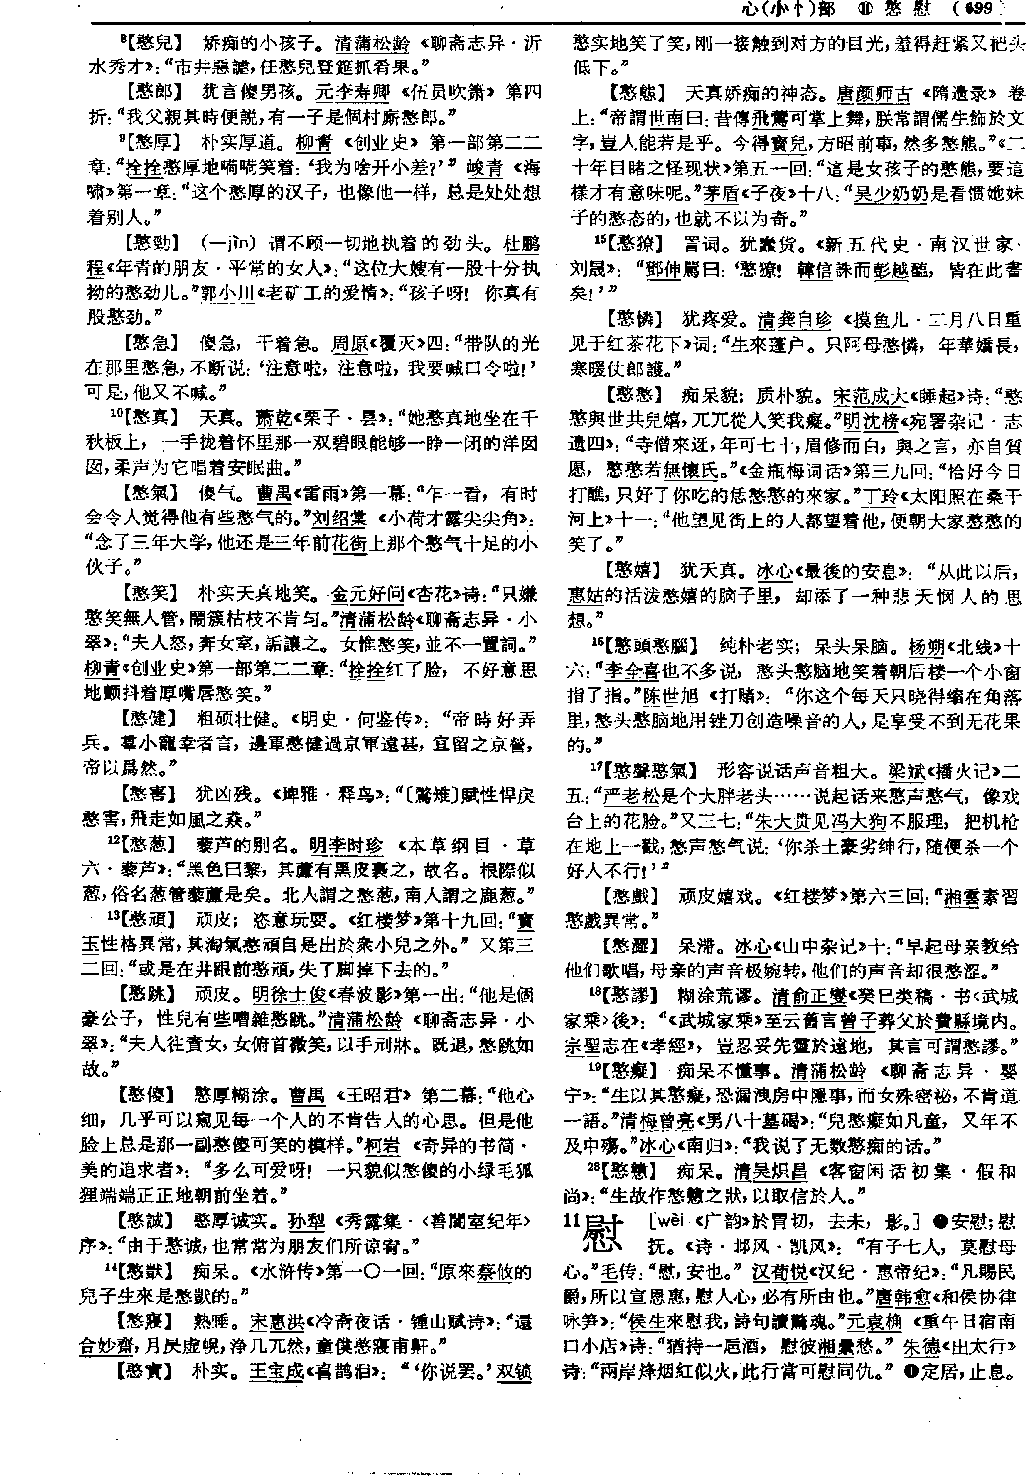 心(小忄)部 ⑪ 憨 慰 (699)
⁸【憨兒】 娇痴的小孩子。清蒲松龄《聊斋志异·沂
水秀才》:“市井惡謔,任憨兒登筵抓肴果。”
【憨郎】 犹言傻男孩。元李寿卿《伍员吹箫》第四
折:“我父親其時便説,有一子是個村厮憨郎。”
⁹【憨厚】 朴实厚道。柳青《创业史》第一部第二二
章:“拴拴憨厚地嗬嗬笑着:‘我为啥开小差?’”峻青《海
啸》第一章:“这个憨厚的汉子,也像他一样,总是处处想
着别人。”
【憨勁】 (—jìn) 谓不顾一切地执着的劲头。杜鹏
程《年青的朋友·平常的女人》:“这位大嫂有一股十分执
拗的憨劲儿。”郭小川《老矿工的爱情》:“孩子呀! 你真有
股憨劲。”
【憨急】 傻急,干着急。周原《覆灭》四:“带队的光
在那里憨急,不断说:‘注意啦,注意啦,我要喊口令啦!’
可是,他又不喊。”
¹⁰【憨真】 天真。萧乾《栗子·昙》:“她憨真地坐在千
秋板上,一手拢着怀里那一双碧眼能够一睁一闭的洋囡
囡,柔声为它唱着安眠曲。”
【憨氣】 傻气。曹禺《雷雨》第一幕:“乍一看,有时
会令人觉得他有些憨气的。”刘绍棠《小荷才露尖尖角》:
“念了三年大学,他还是三年前花街上那个憨气十足的小
伙子。”
【憨笑】 朴实天真地笑。金元好问《杏花》诗:“只嫌
憨笑無人管,鬧簇枯枝不肯匀。”清蒲松龄《聊斋志异·小
翠》:“夫人怒,奔女室,詬讓之。女惟憨笑,並不一置詞。”
柳青《创业史》第一部第二二章:“拴拴红了脸, 不好意思
地颤抖着厚嘴唇憨笑。”
【憨健】 粗硕壮健。《明史·何鉴传》:“帝時好弄
兵。羣小寵幸者言,邊軍憨健過京軍遠甚,宜留之京營,
帝以爲然。”
【憨害】 犹凶残。《埤雅·释鸟》:“〔鷩雉〕賦性悍戾
憨害,飛走如風之猋。”
¹²【憨葱】 藜芦的别名。明李时珍《本草纲目·草
六·藜芦》:“黑色曰黎,其蘆有黑皮裹之,故名。根際似
葱,俗名葱管藜蘆是矣。北人謂之憨葱,南人謂之鹿葱。”
¹³【憨頑】 顽皮;恣意玩耍。《红楼梦》第十九回:“寶
玉性格異常,其淘氣憨頑自是出於衆小兒之外。”又第三
二回:“或是在井跟前憨頑,失了脚掉下去的。”
【憨跳】 顽皮。明徐士俊《春波影》第一出:“他是個
豪公子,性兒有些嘈雜憨跳。”清蒲松龄《聊斋志异·小
翠》:“夫人往責女,女俯首微笑,以手刓牀。既退,憨跳如
故。”
【憨傻】 憨厚糊涂。曹禺《王昭君》第二幕:“他心
细,几乎可以窥见每一个人的不肯告人的心思。但是他
脸上总是那一副憨傻可笑的模样。”柯岩《奇异的书简·
美的追求者》:“多么可爱呀! 一只貌似憨傻的小绿毛狐
狸端端正正地朝前坐着。”
【憨誠】 憨厚诚实。孙犁《秀露集·〈善闇室纪年〉
序》:“由于憨诚,也常常为朋友们所谅宥。”
¹⁴【憨獃】 痴呆。《水浒传》第一〇一回:“原來蔡攸的
兒子生來是憨獃的。”
【憨寢】 熟睡。宋惠洪《冷斋夜话·锺山赋诗》:“還
合妙齋,月戾虚幌,浄几兀然,童僕憨寢甫鼾。”
【憨實】 朴实。王宝成《喜鹊泪》:“‘你说罢。’双锁
憨实地笑了笑,刚一接触到对方的目光,羞得赶紧又把头
低下。”
【憨態】 天真娇痴的神态。唐颜师古《隋遗录》卷
上:“帝謂世南曰:昔傳飛鷰可掌上舞,朕常謂儒生飾於文
字,豈人能若是乎。今得寶兒,方昭前事,然多憨態。”《二
十年目睹之怪现状》第五一回:“這是女孩子的憨態,要這
樣才有意味呢。”茅盾《子夜》十八:“吴少奶奶是看惯她妹
子的憨态的,也就不以为奇。”
¹⁵【憨獠】 詈词。犹蠢货。《新五代史·南汉世家·
刘晟》:“鄧伸駡曰:‘憨獠! 韓信誅而彭越醢,皆在此書
矣!’”
【憨憐】 犹疼爱。清龚自珍《摸鱼儿·二月八日重
见于红茶花下》词:“生來蓬户。只阿母憨憐,年華嬌長,
寒暖仗郎護。”
【憨憨】 痴呆貌;质朴貌。宋范成大《睡起》诗:“憨
憨與世共兒嬉,兀兀從人笑我癡。”明沈榜《宛署杂记·志
遗四》:“寺僧來迓,年可七十,眉修而白,與之言,亦自質
愿,憨憨若無懷氏。”《金瓶梅词话》第三九回:“恰好今日
打醮,只好了你吃的恁憨憨的來家。”丁玲《太阳照在桑干
河上》十一:“他望见街上的人都望着他,便朝大家憨憨的
笑了。”
【憨嬉】 犹天真。冰心《最後的安息》:“从此以后,
惠姑的活泼憨嬉的脑子里,却添了一种悲天悯人的思
想。”
¹⁶【憨頭憨腦】 纯朴老实;呆头呆脑。杨朔《北线》十
六:“李全喜也不多说,憨头憨脑地笑着朝后楼一个小窗
指了指。”陈世旭《打赌》:“你这个每天只晓得缩在角落
里,憨头憨脑地用锉刀创造噪音的人,是享受不到无花果
的。”
¹⁷【憨聲憨氣】 形容说话声音粗大。梁斌《播火记》二
五:“严老松是个大胖老头……说起话来憨声憨气,像戏
台上的花脸。”又三七:“朱大贵见冯大狗不服理,把机枪
在地上一戳,憨声憨气说:‘你杀土豪劣绅行,随便杀一个
好人不行!’”
【憨戲】 顽皮嬉戏。《红楼梦》第六三回:“湘雲素習
憨戲異常。”
【憨澀】 呆滞。冰心《山中杂记》十:“早起母亲教给
他们歌唱,母亲的声音极婉转,他们的声音却很憨涩。”
¹⁸【憨謬】 糊涂荒谬。清俞正燮《癸巳类稿·书〈武城
家乘〉後》:“《武城家乘》至云舊言曾子葬父於費縣境内。
宗聖志在《孝經》,豈忍妥先靈於遠地,其言可謂憨謬。”
¹⁹【憨癡】 痴呆不懂事。清蒲松龄《聊斋志异·婴
宁》:“生以其憨癡,恐漏洩房中隱事,而女殊密秘,不肯道
一語。”清梅曾亮《男八十墓碣》:“兒憨癡如凡童,又年不
及中殤。”冰心《南归》:“我说了无数憨痴的话。”
²⁸【憨戇】 痴呆。清吴炽昌《客窗闲话初集·假和
尚》:“生故作憨戇之狀,以取信於人。”
11慰 [wèi《广韵》於胃切,去未,影。] ❶安慰;慰
抚。《诗·邶风·凯风》:“有子七人,莫慰母
心。”毛传:“慰,安也。”汉荀悦《汉纪·惠帝纪》:“凡賜民
爵,所以宣恩惠,慰人心,必有所由也。”唐韩愈《和侯协律
咏笋》:“侯生來慰我,詩句讀驚魂。”元袁桷《重午日宿南
口小店》诗:“猶持一巵酒,慰彼湘纍愁。”朱德《出太行》
诗:“兩岸烽烟紅似火,此行當可慰同仇。”❷定居,止息。